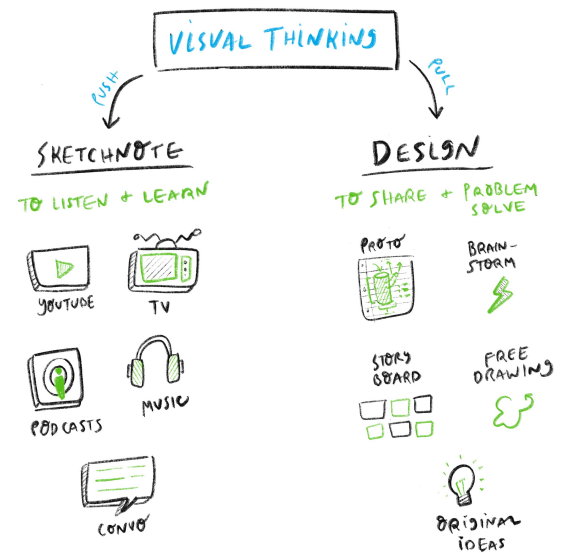 VISUAL THINKING
PUSH
PULL
SKETCHNOTE
TO LISTEN + LEARN
YOUTUDE
TV
PODCASTS
MUSIC
CONVO
DESIGN
TO SHARE + PROBLEM
SOLVE
PROTO
BRAIN-
STORM
STORY
BOARD
FREE
DRAWING
ORIGINAL
IDEAS